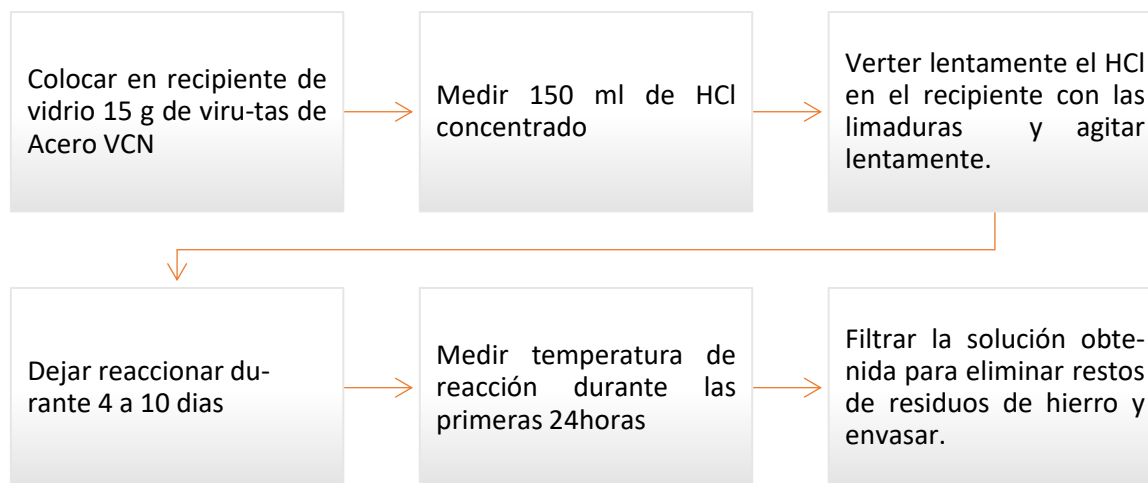 Colocar en recipiente de
vidrio 15 g de viru-tas de
Acero VCN
Medir 150 ml de HCl
concentrado
Verter lentamente el HCl
en el recipiente con las
limaduras y agitar
lentamente.
Dejar reaccionar du-
rante 4 a 10 dias
Medir temperatura de
reacción durante las
primeras 24horas
Filtrar la solución obte-
nida para eliminar restos
de residuos de hierro y
envasar.